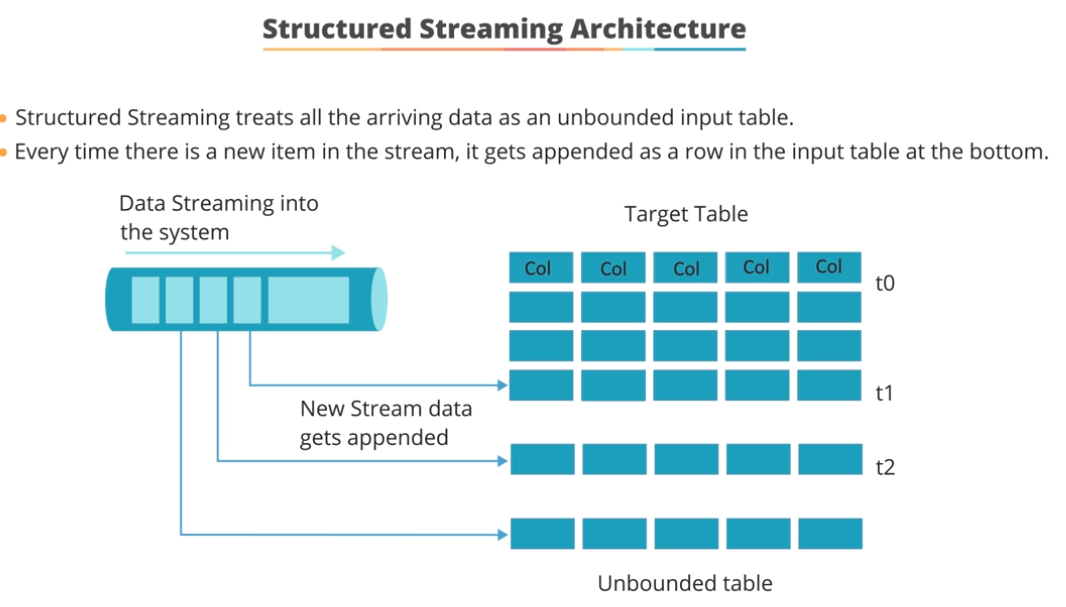 Structured Streaming Architecture
Structured Streaming treats all the arriving data as an unbounded input table.
Every time there is a new item in the stream, it gets appended as a row in the input table at the bottom.
Data Streaming into
the system
Target Table
Col Col Col Col Col
t0
t1
New Stream data
gets appended
t2
Unbounded table